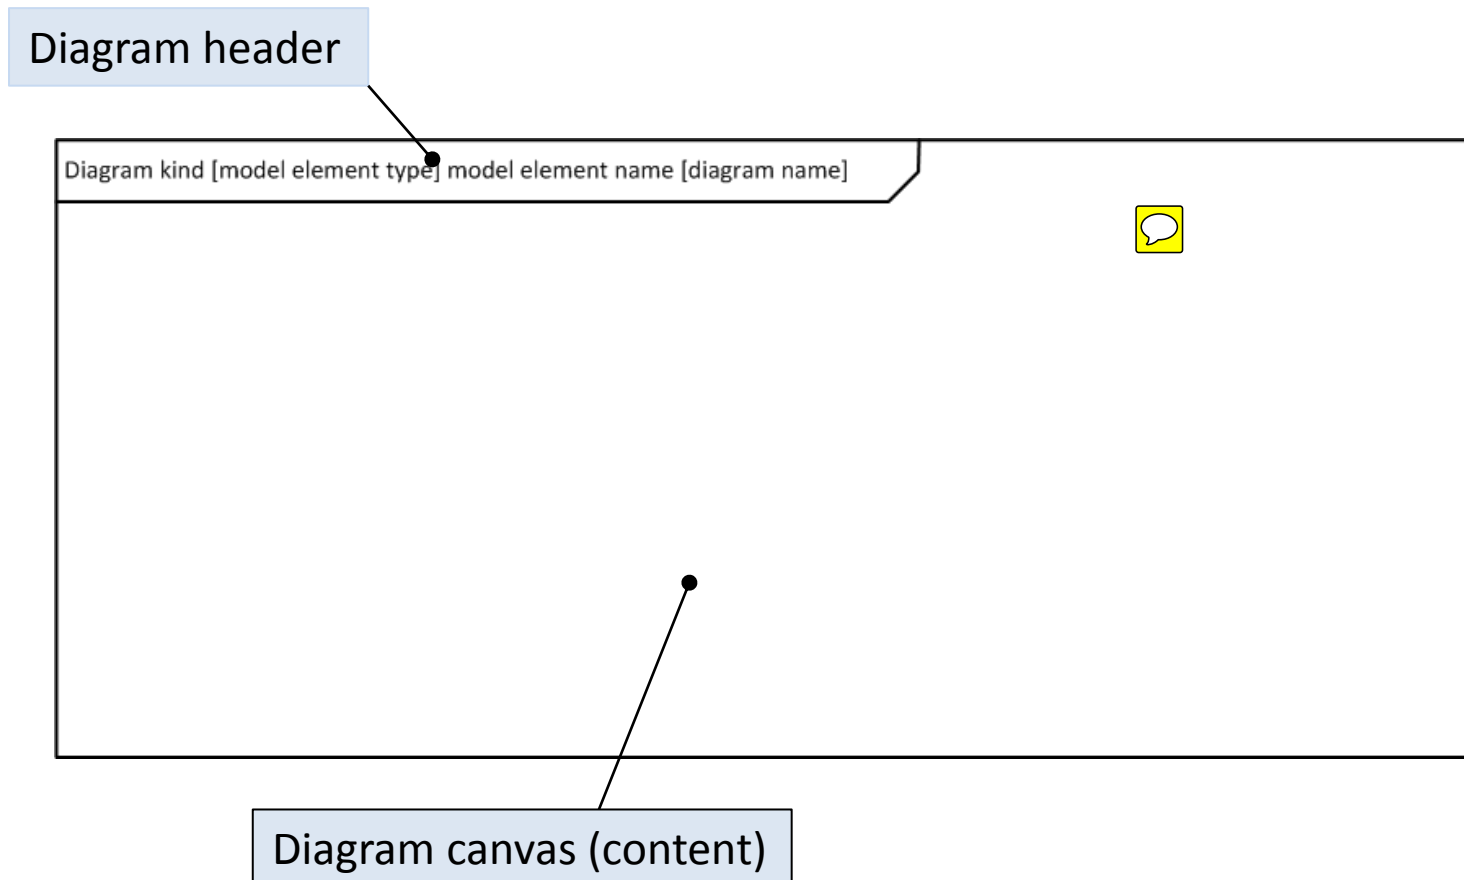 Diagram header
Diagram kind [model element type] model element name [diagram name]
Diagram canvas (content)